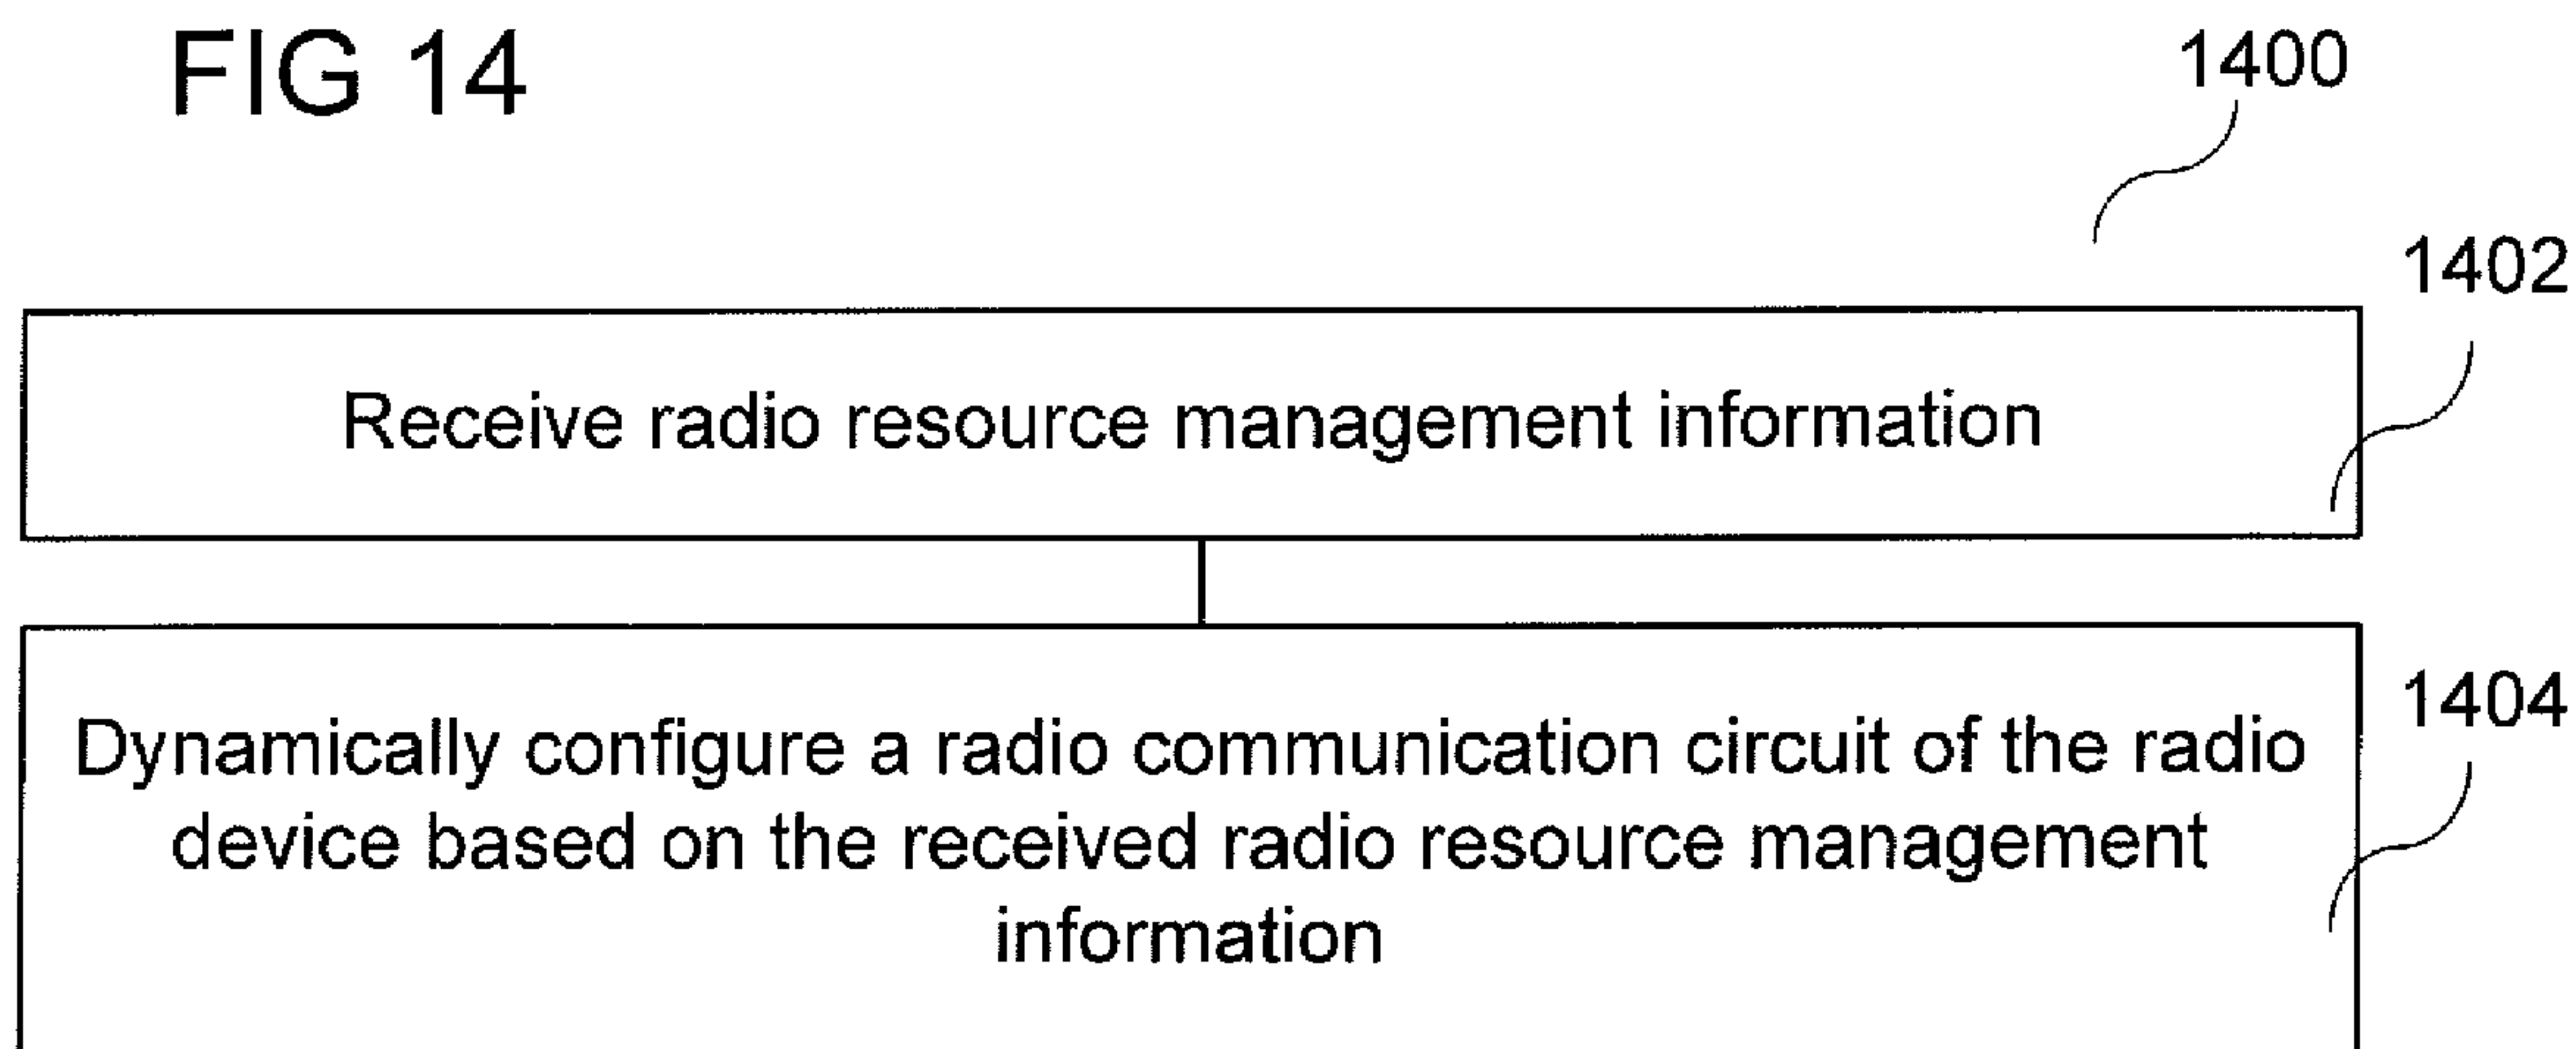 FIG 14
1400
1402
Receive radio resource management information
1404
Dynamically configure a radio communication circuit of the radio
device based on the received radio resource management
information